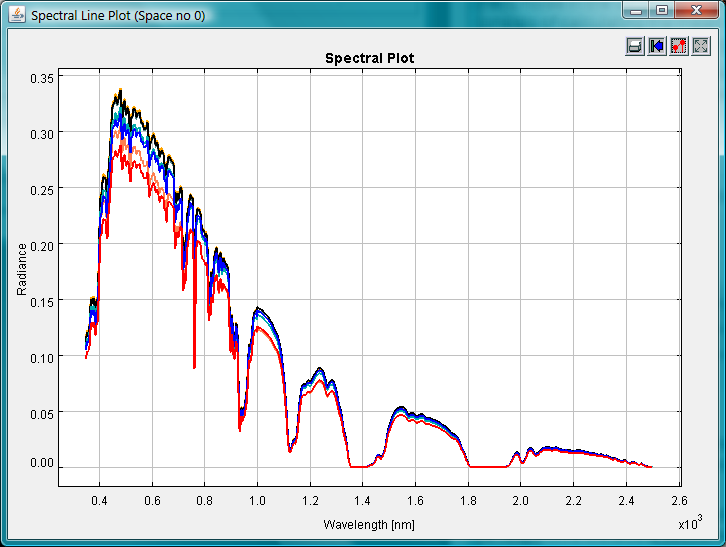 Spectral Line Plot (Space no 0)
Spectral Plot
0.35
0.30
0.25
0.20
0.15
0.10
0.05
0.00
Radiance
0.4 0.6 0.8 1.0 1.2 1.4 1.6 1.8 2.0 2.2 2.4 2.6
x10³
Wavelength [nm]